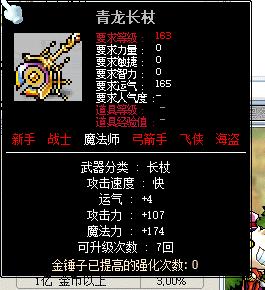 青龙长杖
要求等级： 163
要求力量： 0
要求敏捷： 0
要求智力： 0
要求运气： 165
要求人气度： -
道具等级： -
道具经验值： -
新手 战士 魔法师 弓箭手 飞侠 海盗
武器分类 : 长杖
攻击速度 : 快
运气 : +4
攻击力 : +107
魔法力 : +174
可升级次数 : 7回
金锤子已提高的强化次数: 0
1亿 金币以上 3,00%